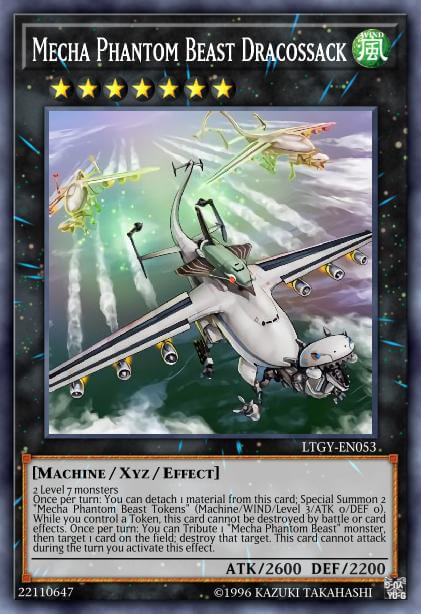 MECHA PHANTOM BEAST DRACOSSACK
WIND
風
LTGY-EN053
[MACHINE / XYZ / EFFECT]
2 Level 7 monsters
Once per turn: You can detach 1 material from this card; Special Summon 2
"Mecha Phantom Beast Tokens" (Machine/WIND/Level 3/ATK 0/DEF 0).
While you control a Token, this card cannot be destroyed by battle or card
effects. Once per turn: You can Tribute 1 "Mecha Phantom Beast" monster,
then target 1 card on the field; destroy that target. This card cannot attack
during the turn you activate this effect.
ATK/2600 DEF/2200
22110647
©1996 KAZUKI TAKAHASHI